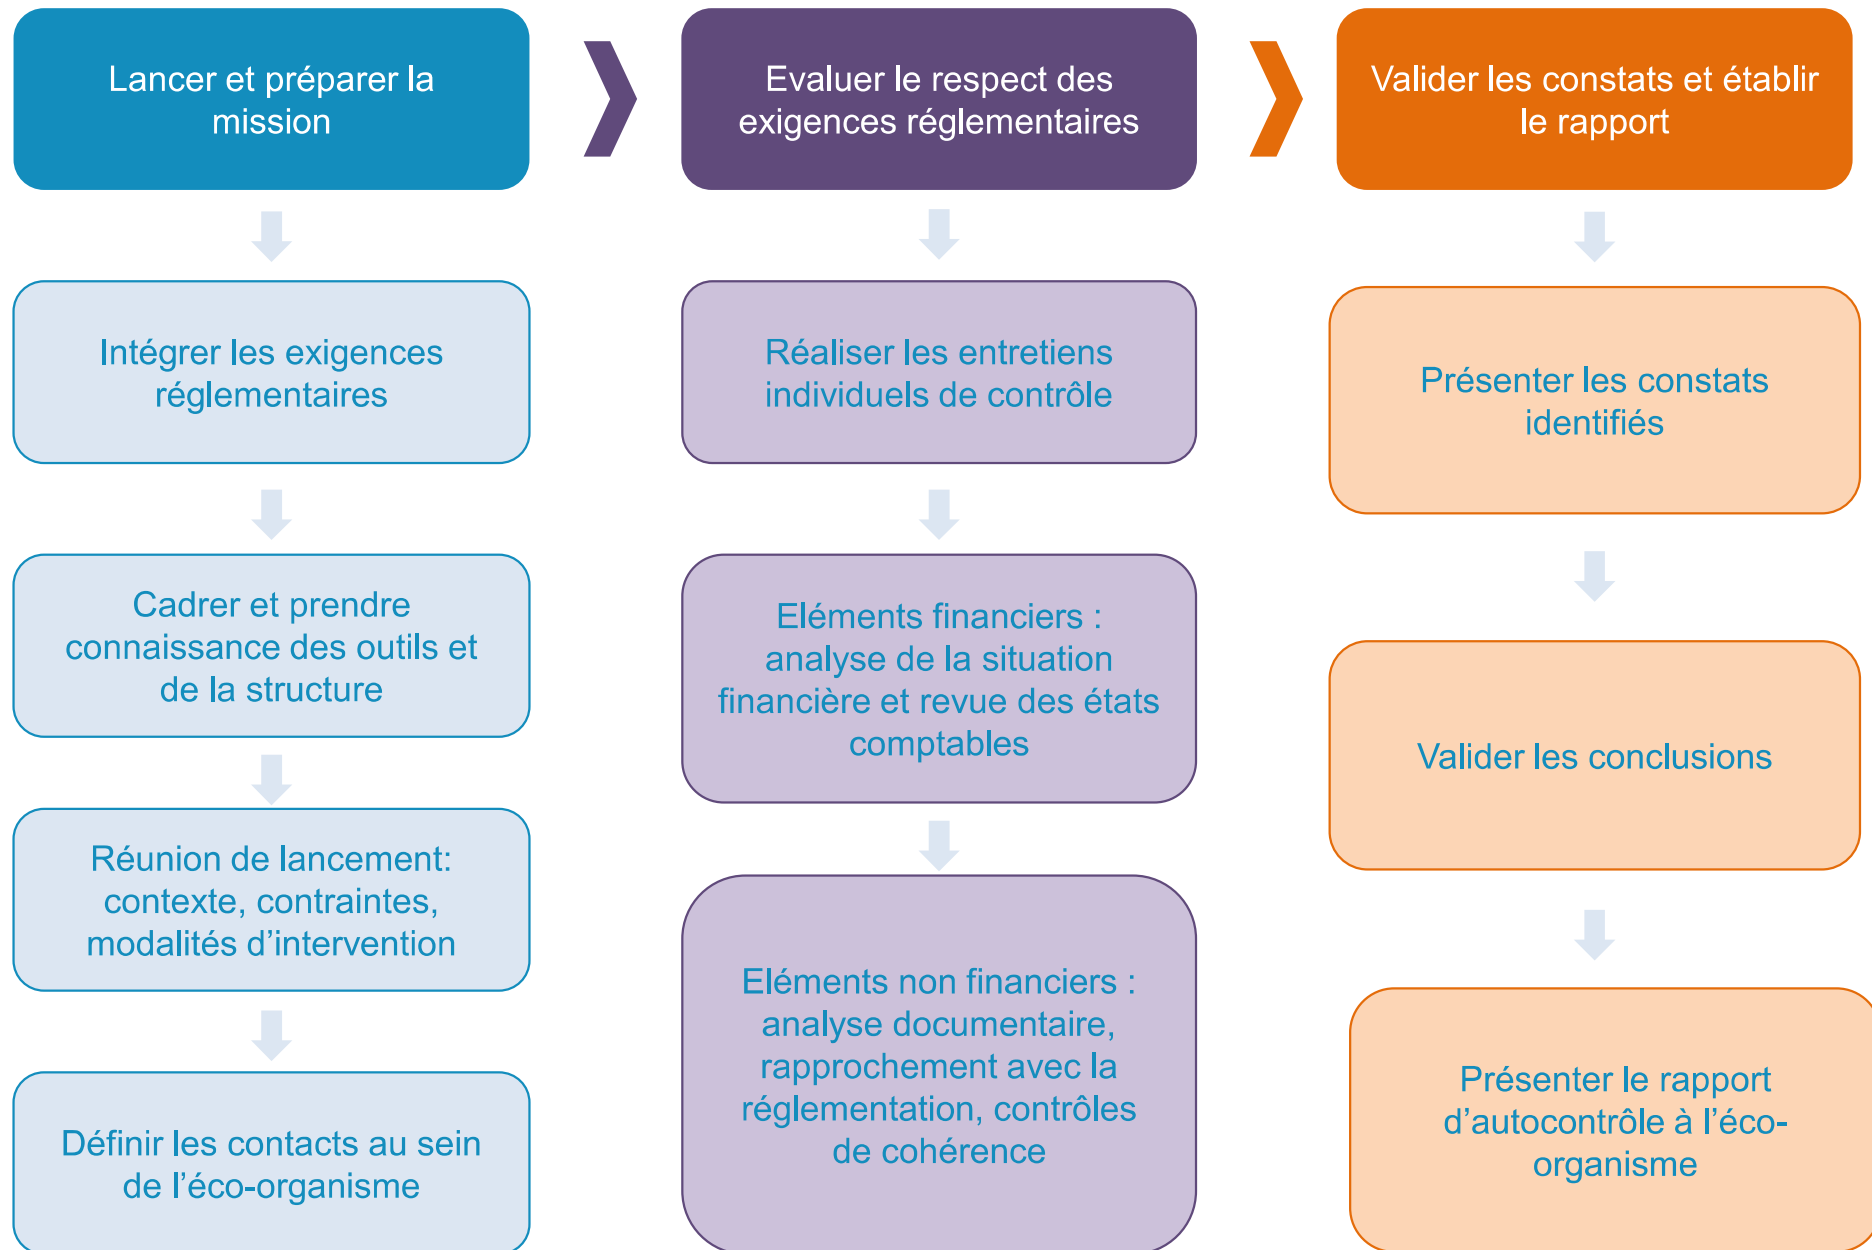 Lancer et préparer la
mission
Intégrer les exigences
réglementaires
Cadrer et prendre
connaissance des outils et
de la structure
Réunion de lancement:
contexte, contraintes,
modalités d’intervention
Définir les contacts au sein
de l’éco-organisme
Evaluer le respect des
exigences réglementaires
Réaliser les entretiens
individuels de contrôle
Eléments financiers :
analyse de la situation
financière et revue des états
comptables
Eléments non financiers :
analyse documentaire,
rapprochement avec la
réglementation, contrôles
de cohérence
Valider les constats et établir
le rapport
Présenter les constats
identifiés
Valider les conclusions
Présenter le rapport
d’autocontrôle à l’éco-
organisme